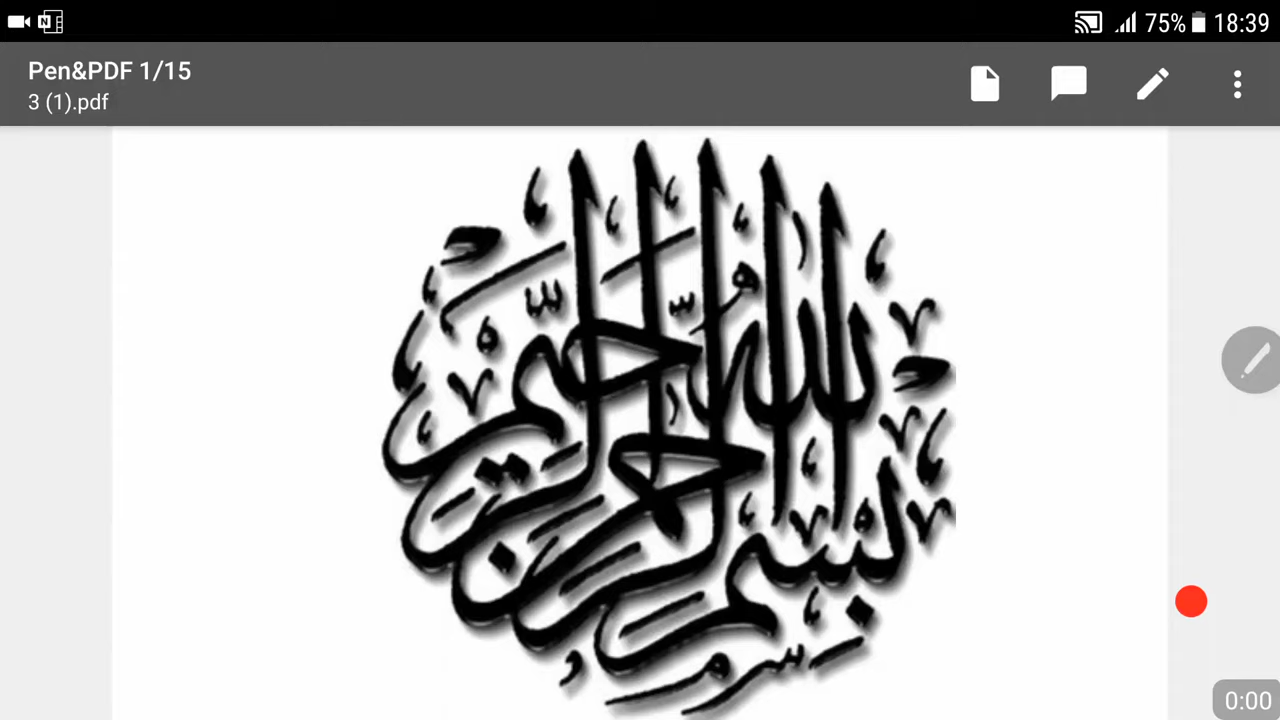 75% 18:39
Pen&PDF 1/15
3 (1).pdf
بسم الله الرحمن الرحيم
0:00